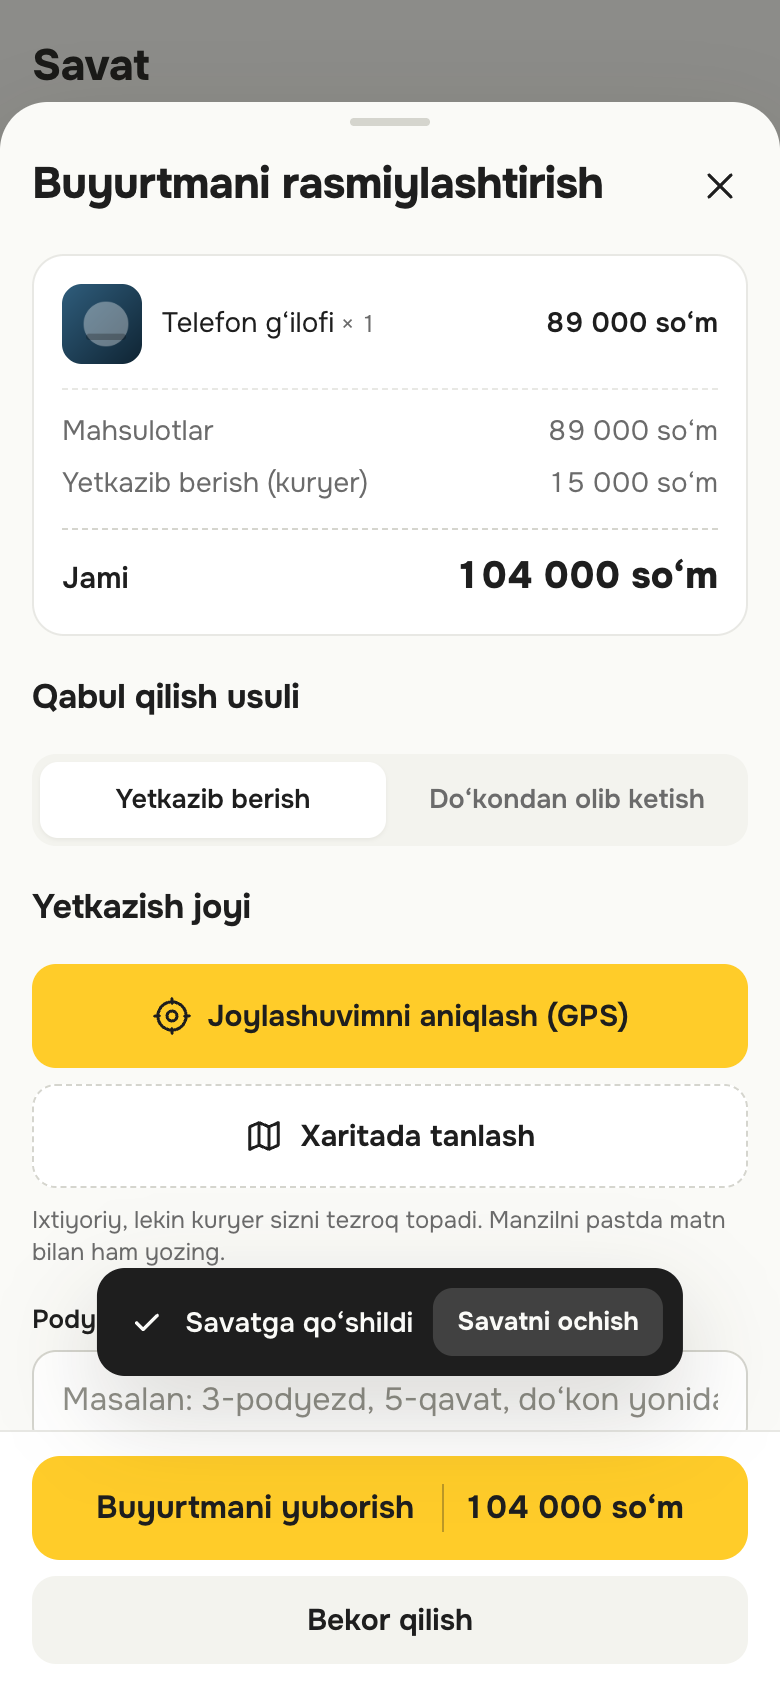 Savat
Buyurtmani rasmiylashtirish
Telefon g‘ilofi × 1
89 000 so‘m
Mahsulotlar
89 000 so‘m
Yetkazib berish (kuryer)
15 000 so‘m
Jami
104 000 so‘m
Qabul qilish usuli
Yetkazib berish
Do‘kondan olib ketish
Yetkazish joyi
Joylashuvimni aniqlash (GPS)
Xaritada tanlash
Ixtiyoriy, lekin kuryer sizni tezroq topadi. Manzilni pastda matn
bilan ham yozing.
Savatga qo‘shildi
Savatni ochish
Masalan: 3-podyezd, 5-qavat, do‘kon
Buyurtmani yuborish
104 000 so‘m
Bekor qilish